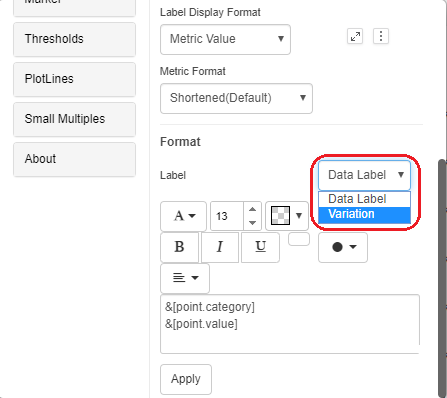 Label Display Format
Metric Value
Thresholds
Metric Format
PlotLines
Shortened(Default)
Small Multiples
Format
About
Label
Data Label
Data Label
Variation
A
13
B I U
&[point.category]
&[point.value]
Apply